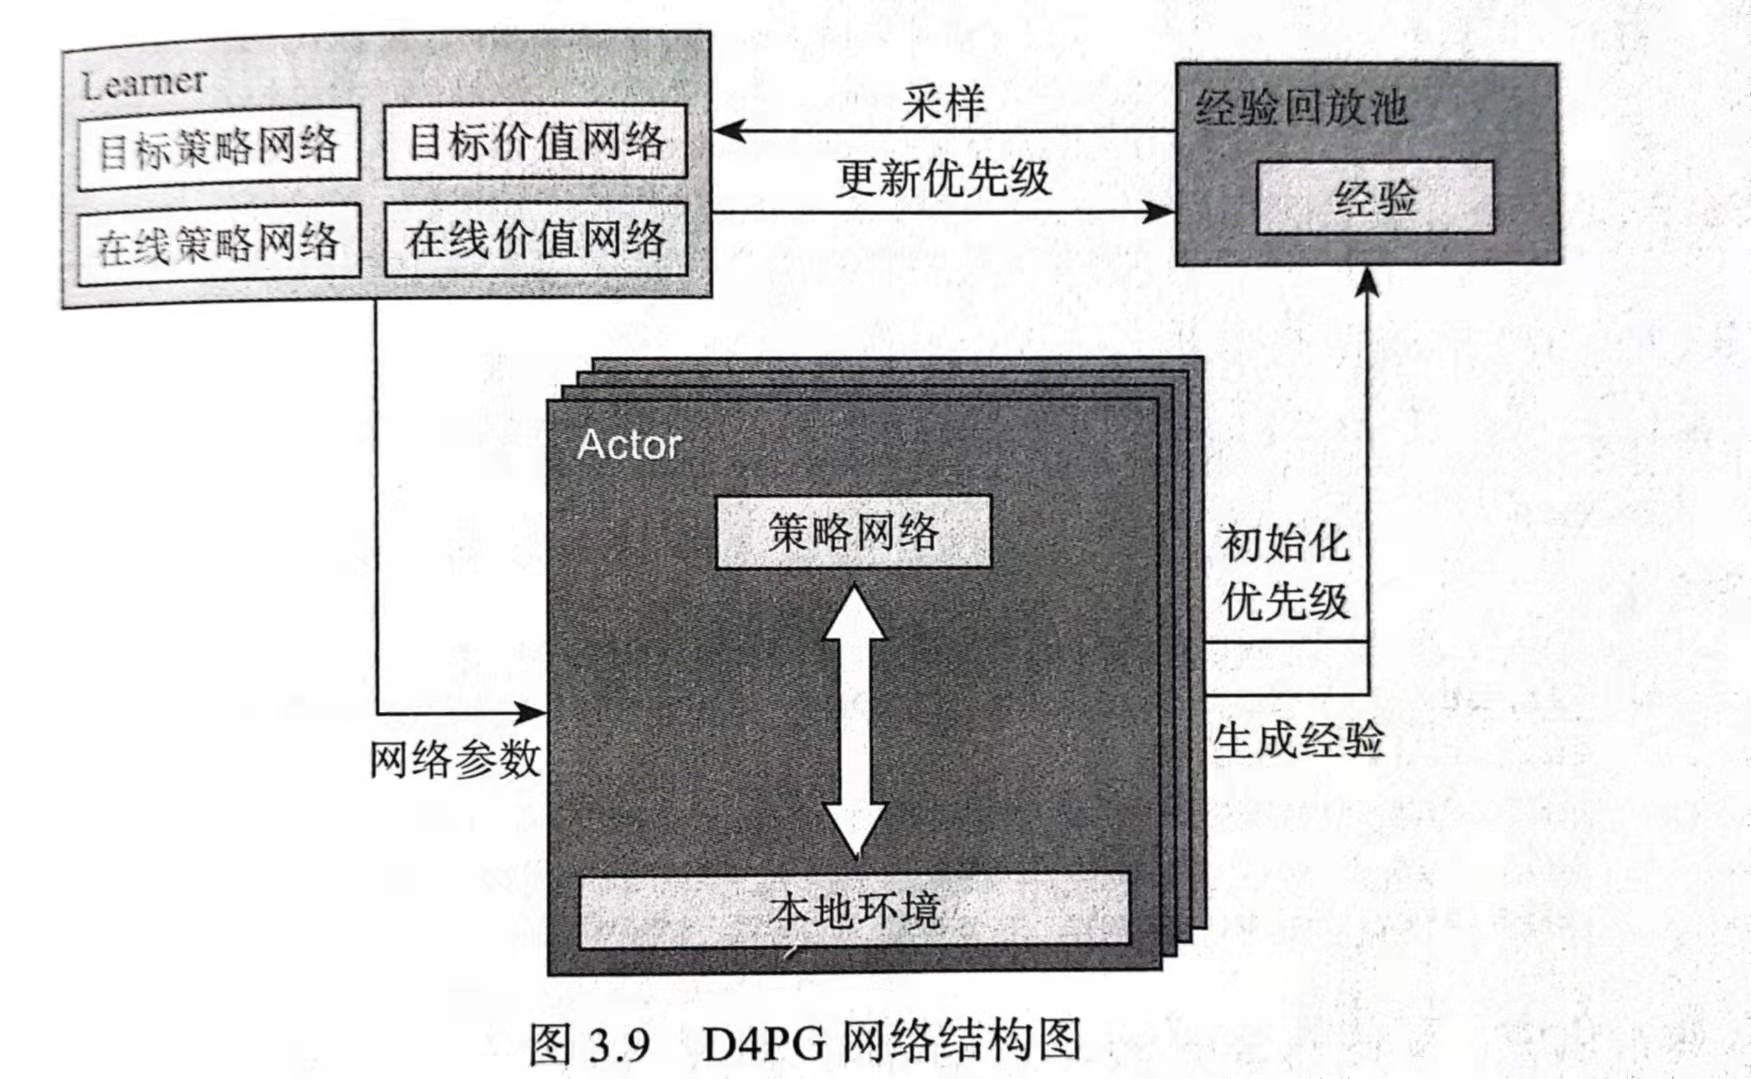 Learner
目标策略网络
目标价值网络
在线策略网络
在线价值网络
采样
更新优先级
经验回放池
经验
Actor
策略网络
本地环境
初始化
优先级
生成经验
网络参数
图 3.9 D4PG 网络结构图